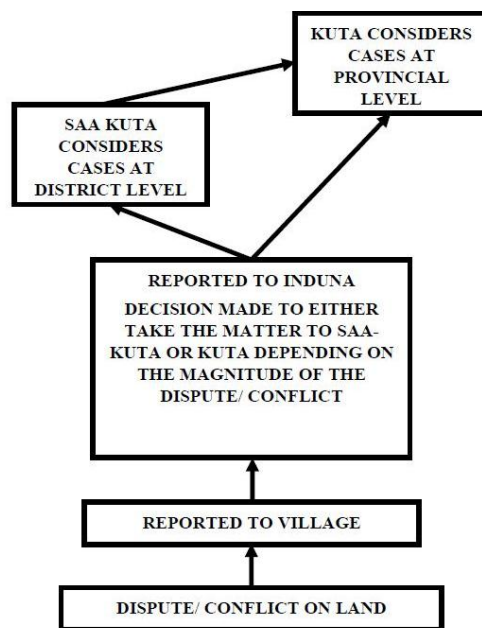 KUTA CONSIDERS
CASES AT
PROVINCIAL
LEVEL
SAA KUTA
CONSIDERS
CASES AT
DISTRICT LEVEL
REPORTED TO INDUNA
DECISION MADE TO EITHER
TAKE THE MATTER TO SAA-
KUTA OR KUTA DEPENDING ON
THE MAGNITUDE OF THE
DISPUTE/ CONFLICT
REPORTED TO VILLAGE
DISPUTE/ CONFLICT ON LAND